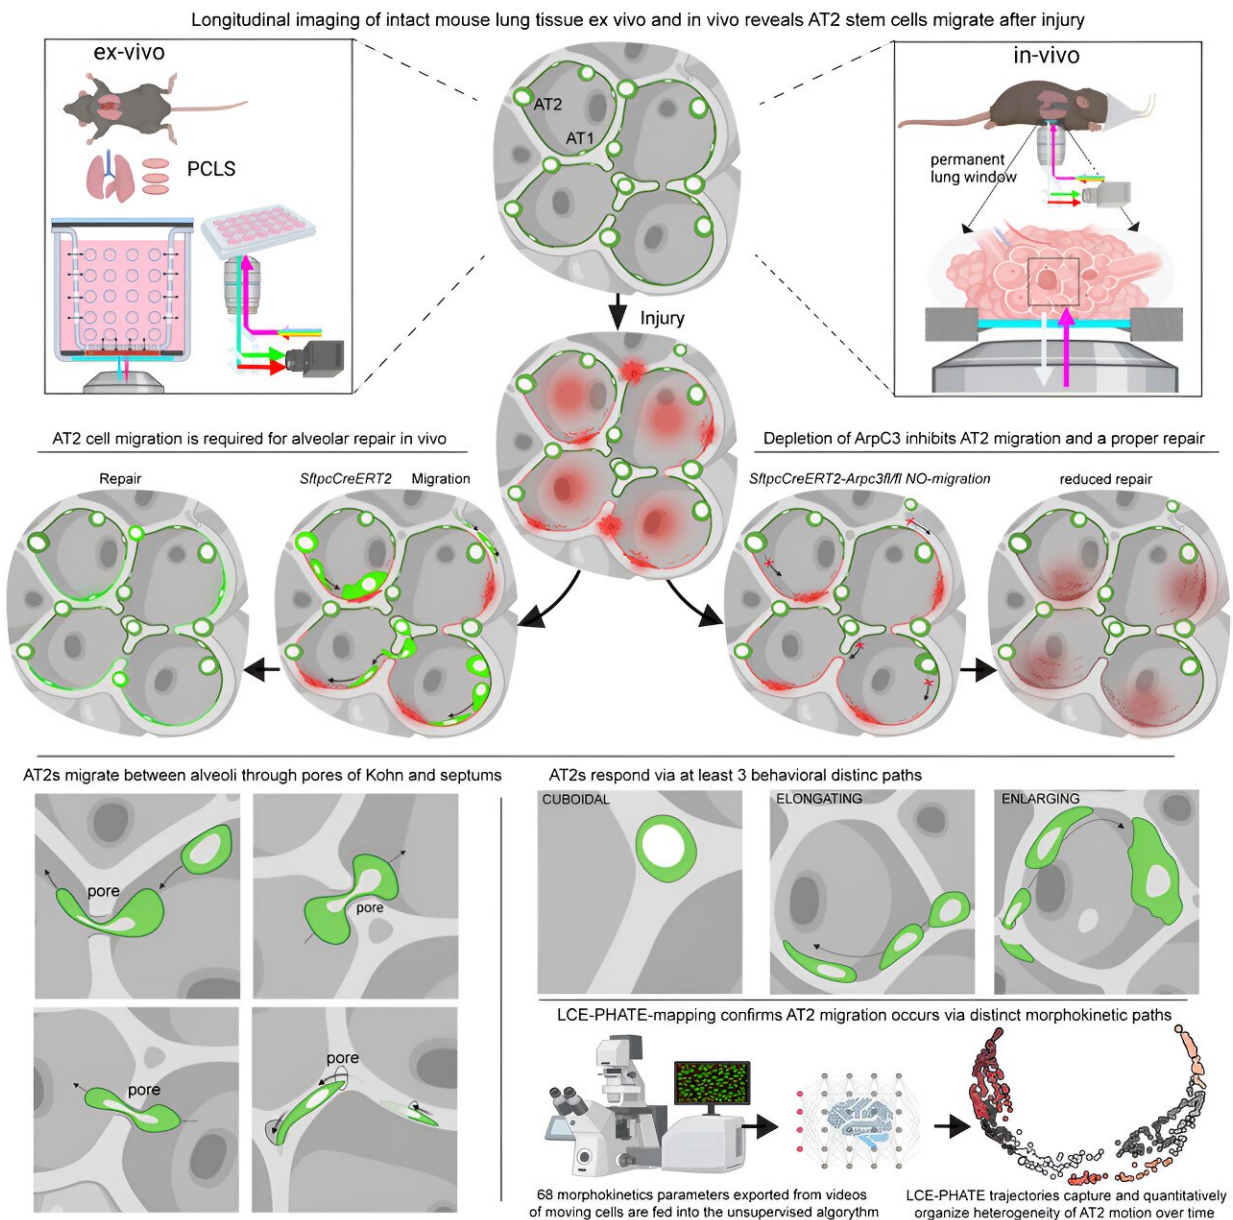 Longitudinal imaging of intact mouse lung tissue ex vivo and in vivo reveals AT2 stem cells migrate after injury
ex-vivo
PCLS
AT2
AT1
in-vivo
permanent
lung window
Injury
AT2 cell migration is required for alveolar repair in vivo
Repair
SftpcCreERT2
Migration
Depletion of ArpC3 inhibits AT2 migration and a proper repair
SftpcCreERT2-Arpc3fl/fl NO-migration
reduced repair
AT2s migrate between alveoli through pores of Kohn and septums
pore
pore
pore
pore
AT2s respond via at least 3 behavioral distinc paths
CUBOIDAL
ELONGATING
ENLARGING
LCE-PHATE-mapping confirms AT2 migration occurs via distinct morphokinetic paths
68 morphokinetics parameters exported from videos
of moving cells are fed into the unsupervised algorythm
LCE-PHATE trajectories capture and quantitatively
organize heterogeneity of AT2 motion over time